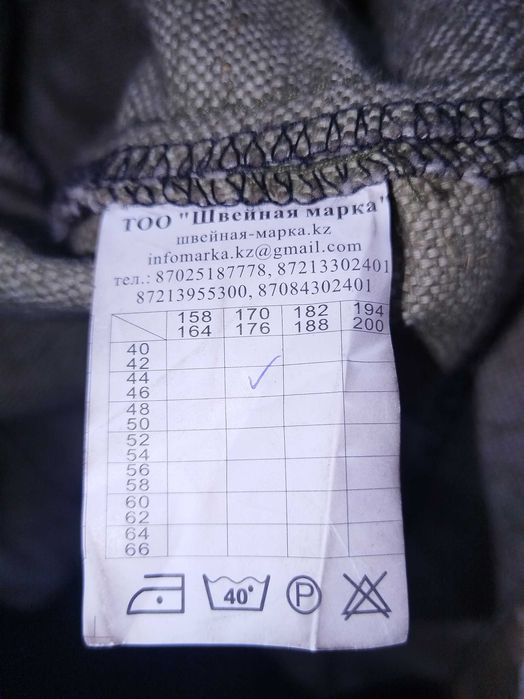 ТОО "Швейная марка"
швейная-марка.kz
infomarka.kz@gmail.com
тел.: 87025187778, 87213302401
87213955300, 87084302401
158 170 182 194
164 176 188 200
40
42
44
46
48
50
52
54
56
58
60
62
64
66
40° P